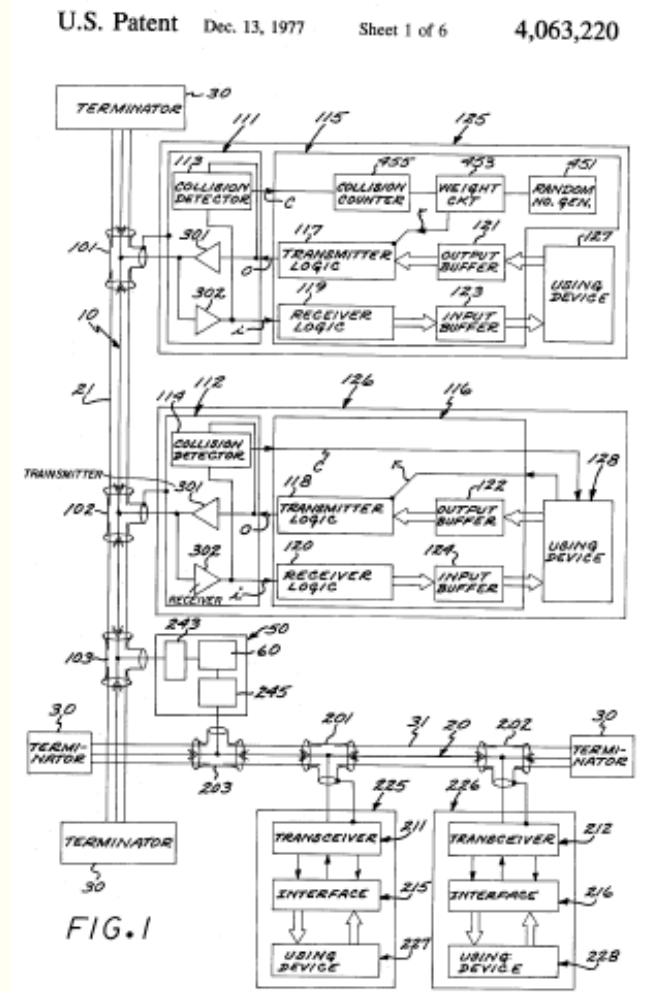 U.S. Patent Dec. 13, 1977 Sheet 1 of 6 4,063,220
30
TERMINATOR
111
115
125
113
COLLISION
DETECTOR
C
455
COLLISION
COUNTER
453
WEIGHT
CKT
451
RANDOM
NO. GEN.
101
301
o
117
TRANSMITTER
LOGIC
121
OUTPUT
BUFFER
127
USING
DEVICE
302
i
119
RECEIVER
LOGIC
123
INPUT
BUFFER
10
21
112
126
116
114
COLLISION
DETECTOR
C
128
TRAINSMITTER
301
102
o
118
TRANSMITTER
LOGIC
122
OUTPUT
BUFFER
USING
DEVICE
302
RECEIVER
i
120
RECEIVER
LOGIC
124
INPUT
BUFFER
103
243
50
60
245
30
TERMI-
NATOR
203
201
31
20
202
30
TERMI-
NATOR
225
226
TRANSCEIVER
211
TRANSCEIVER
212
INTERFACE
215
INTERFACE
216
USING
DEVICE
227
USING
DEVICE
228
TERMINATOR
30
FIG. 1